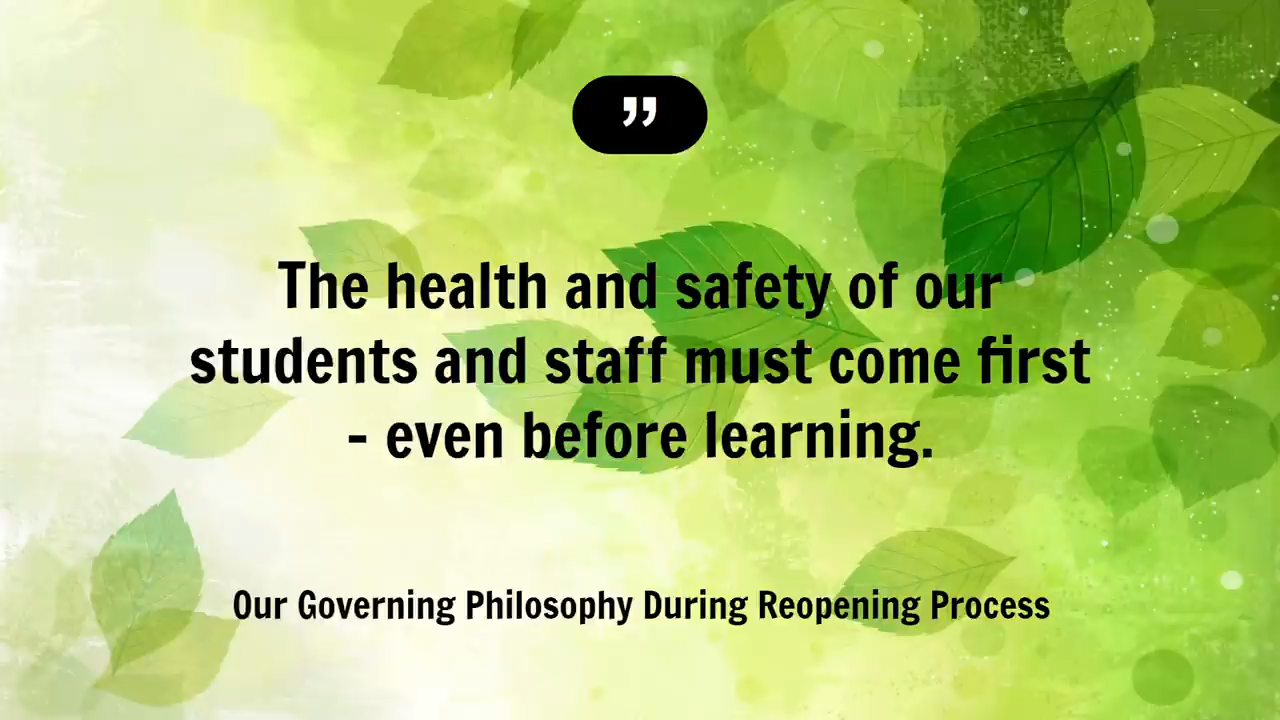 ”
The health and safety of our
students and staff must come first
- even before learning.
Our Governing Philosophy During Reopening Process